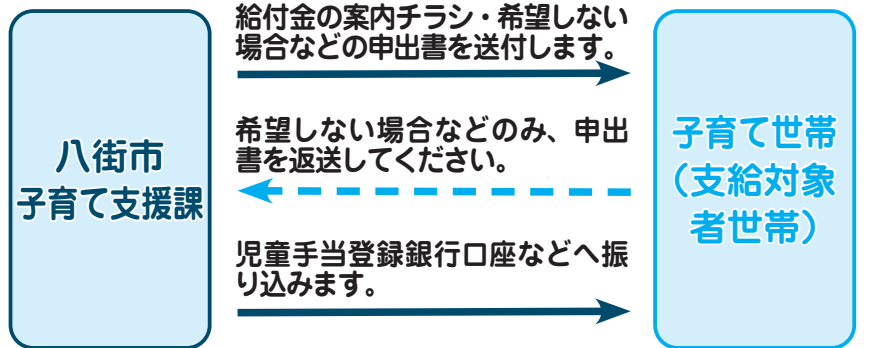 八街市
子育て支援課
給付金の案内チラシ・希望しない
場合などの申出書を送付します。
希望しない場合などのみ、申出
書を返送してください。
児童手当登録銀行口座などへ振
り込みます。
子育て世帯
（支給対象
者世帯）